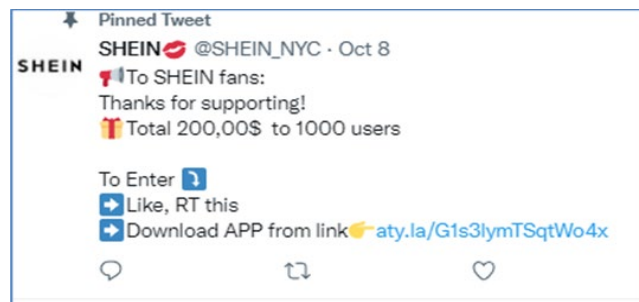 Pinned Tweet
SHEIN💋 @SHEIN_NYC · Oct 8
SHEIN
📢To SHEIN fans:
Thanks for supporting!
🎁Total 200,00$ to 1000 users
To Enter ⤵️
➡️Like, RT this
➡️Download APP from link👉aty.la/G1s3lymTSqtWo4x